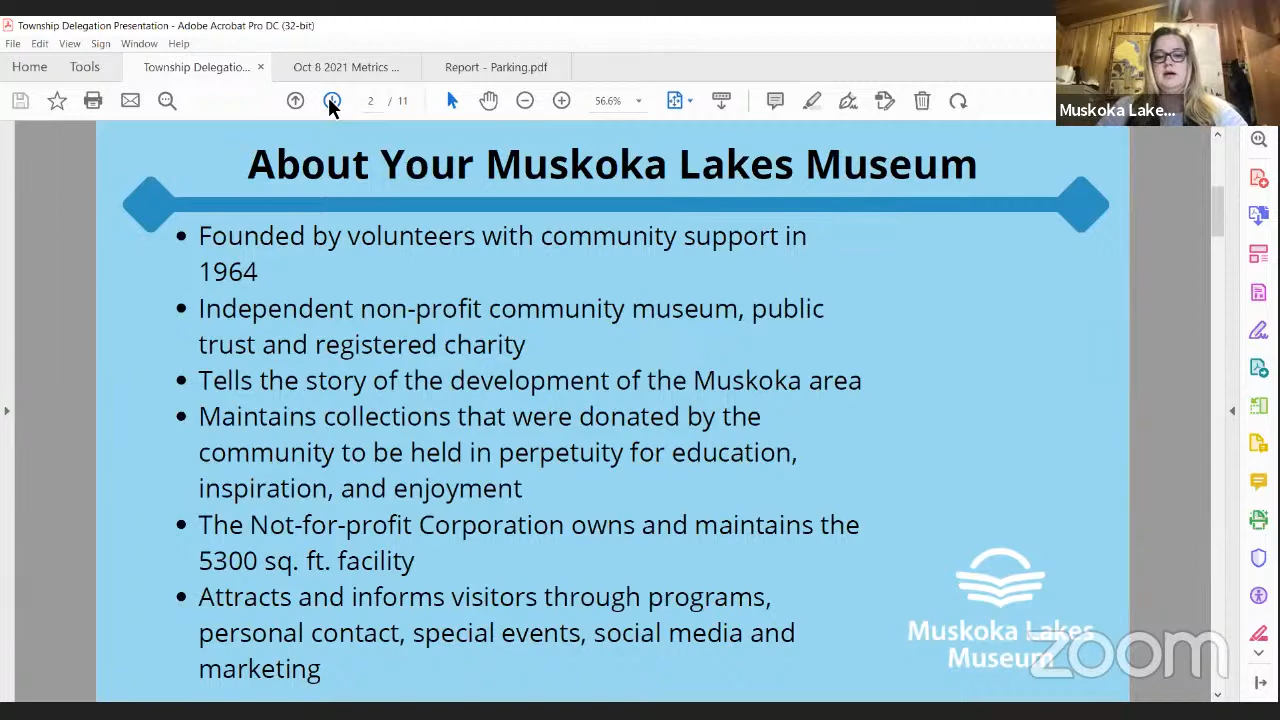 Township Delegation Presentation - Adobe Acrobat Pro DC (32-bit)
File Edit View Sign Window Help
Home Tools Township Delegatio... × Oct 8 2021 Metrics ... Report - Parking.pdf
2 / 11 56.6%
Muskoka Lake...
About Your Muskoka Lakes Museum
• Founded by volunteers with community support in
1964
• Independent non-profit community museum, public
trust and registered charity
• Tells the story of the development of the Muskoka area
• Maintains collections that were donated by the
community to be held in perpetuity for education,
inspiration, and enjoyment
• The Not-for-profit Corporation owns and maintains the
5300 sq. ft. facility
• Attracts and informs visitors through programs,
personal contact, special events, social media and
marketing
Muskoka Lakes
Museum
zoom